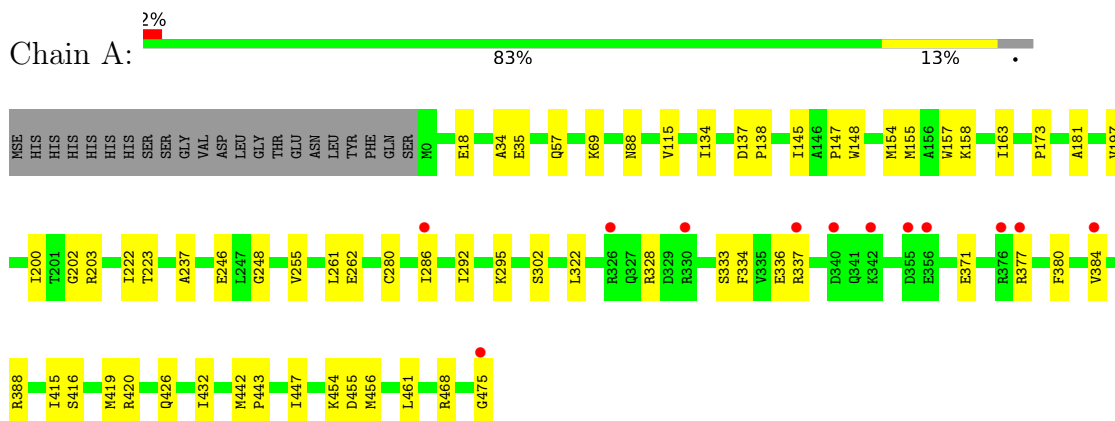 2%
Chain A:
83% 13%
MSE HIS HIS HIS HIS HIS HIS SER SER GLY VAL ASP LEU GLY THR GLU ASN LEU TYR PHE GLN SER M0 E18 A34 E35 Q57 K69 N88 V115 I134 D137 P138 I145 A146 P147 W148 M154 M155 A156 W157 K158 I163 P173 A181
I200 T201 G202 R203 I222 T223 A237 E246 L247 G248 V255 L261 E262 C280 I286 I292 K295 S302 L322 R326 Q327 R328 D329 R330 S333 F334 V335 E336 R337 D340 Q341 K342 D355 E356 E371 R376 R377 F380 V384
R388 I415 S416 M419 R420 Q426 I432 M442 P443 I447 K454 D455 M456 L461 R468 G475